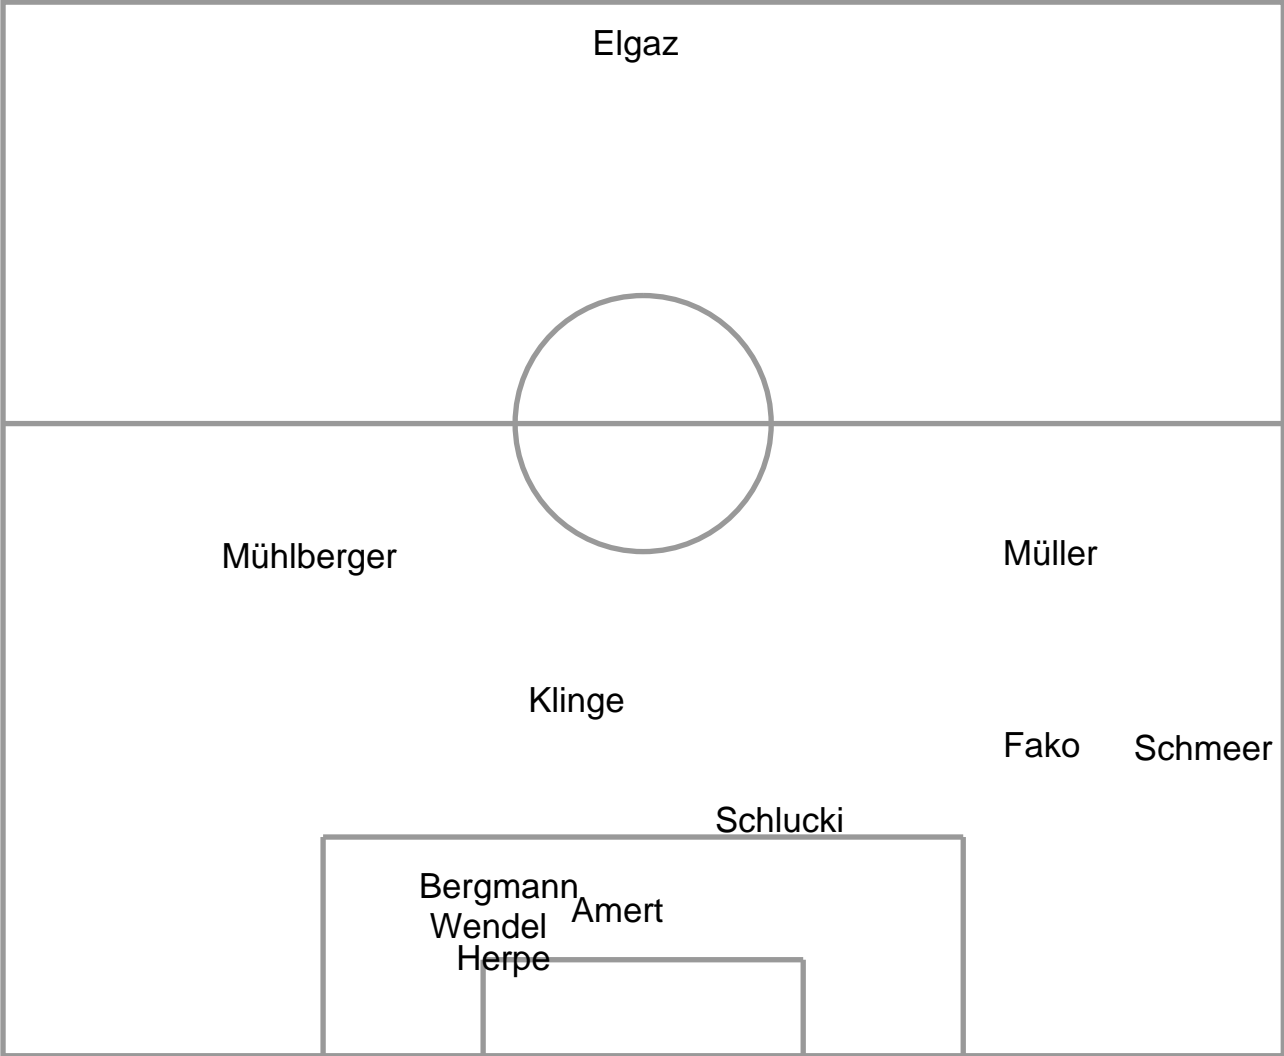 Elgaz
Mühlberger
Müller
Klinge
Fako
Schmeer
Schlucki
Bergmann
Amert
Wendel
Herpe